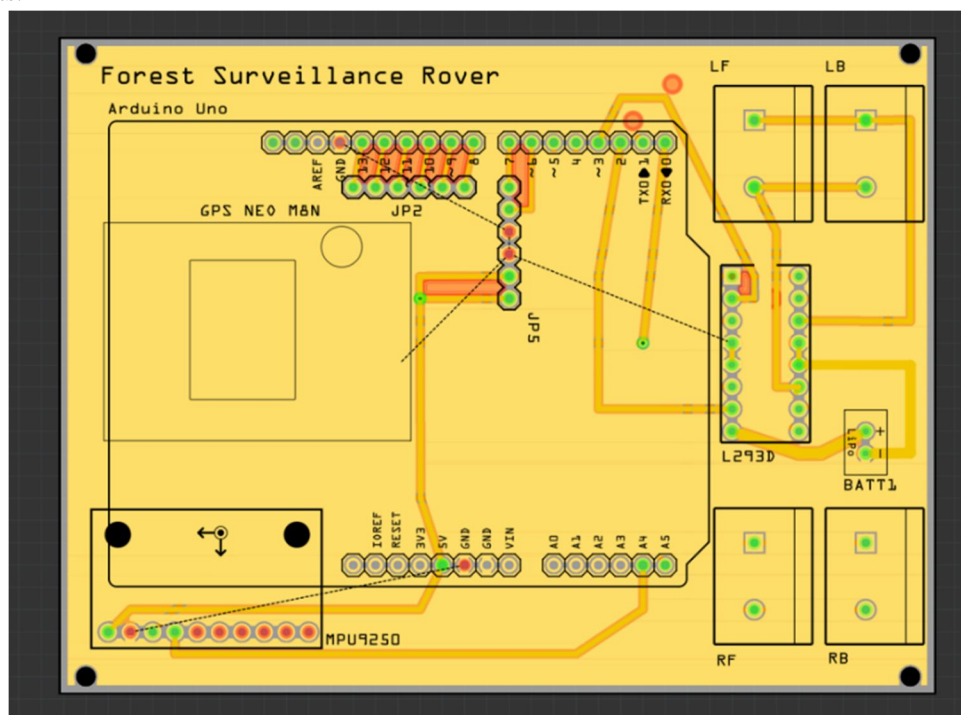 Forest Surveillance Rover
LF
LB
Arduino Uno
AREF
GND
13
12
11
10
~9
8
7
~6
~5
4
~3
2
TX0 1
RX0 0
GPS NEO M8N
JP2
JP5
L293D
LiPo
+
-
BATT1
IOREF
RESET
3V3
5V
GND
GND
VIN
A0
A1
A2
A3
A4
A5
MPU9250
RF
RB